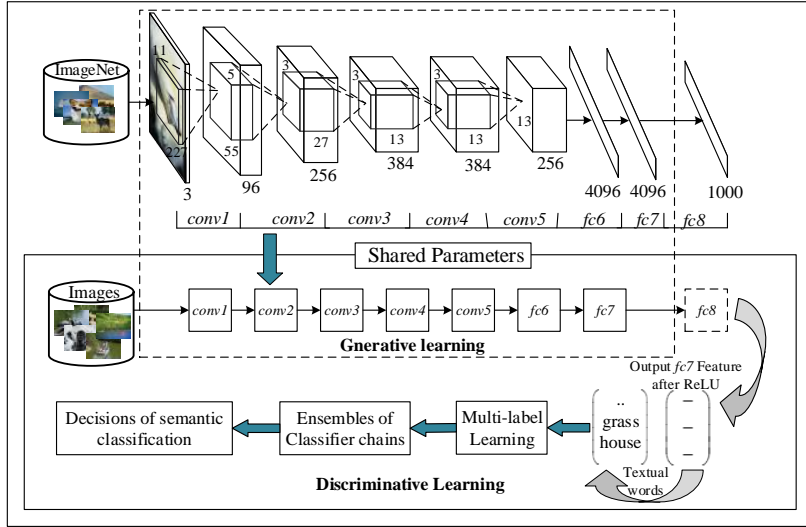 ImageNet
11
227
3
5
55
96
3
27
256
3
13
384
3
13
384
13
256
4096
4096
1000
conv1
conv2
conv3
conv4
conv5
fc6
fc7
fc8
Shared Parameters
Images
conv1
conv2
conv3
conv4
conv5
fc6
fc7
fc8
Gnerative learning
Output fc7 Feature
after ReLU
..
grass
house
Textual
words
Multi-label
Learning
Ensembles of
Classifier chains
Decisions of semantic
classification
Discriminative Learning